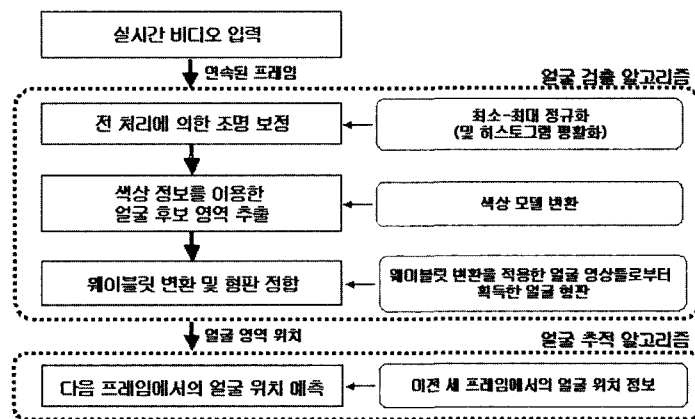 실시간 비디오 입력
연속된 프레임
얼굴 검출 알고리즘
전 처리에 의한 조명 보정
최소-최대 정규화
(및 히스토그램 평활화)
색상 정보를 이용한
얼굴 후보 영역 추출
색상 모델 변환
웨이블릿 변환 및 형판 정합
웨이블릿 변환을 적용한 얼굴 영상들로부터
획득한 얼굴 형판
얼굴 영역 위치
얼굴 추적 알고리즘
다음 프레임에서의 얼굴 위치 예측
이전 세 프레임에서의 얼굴 위치 정보